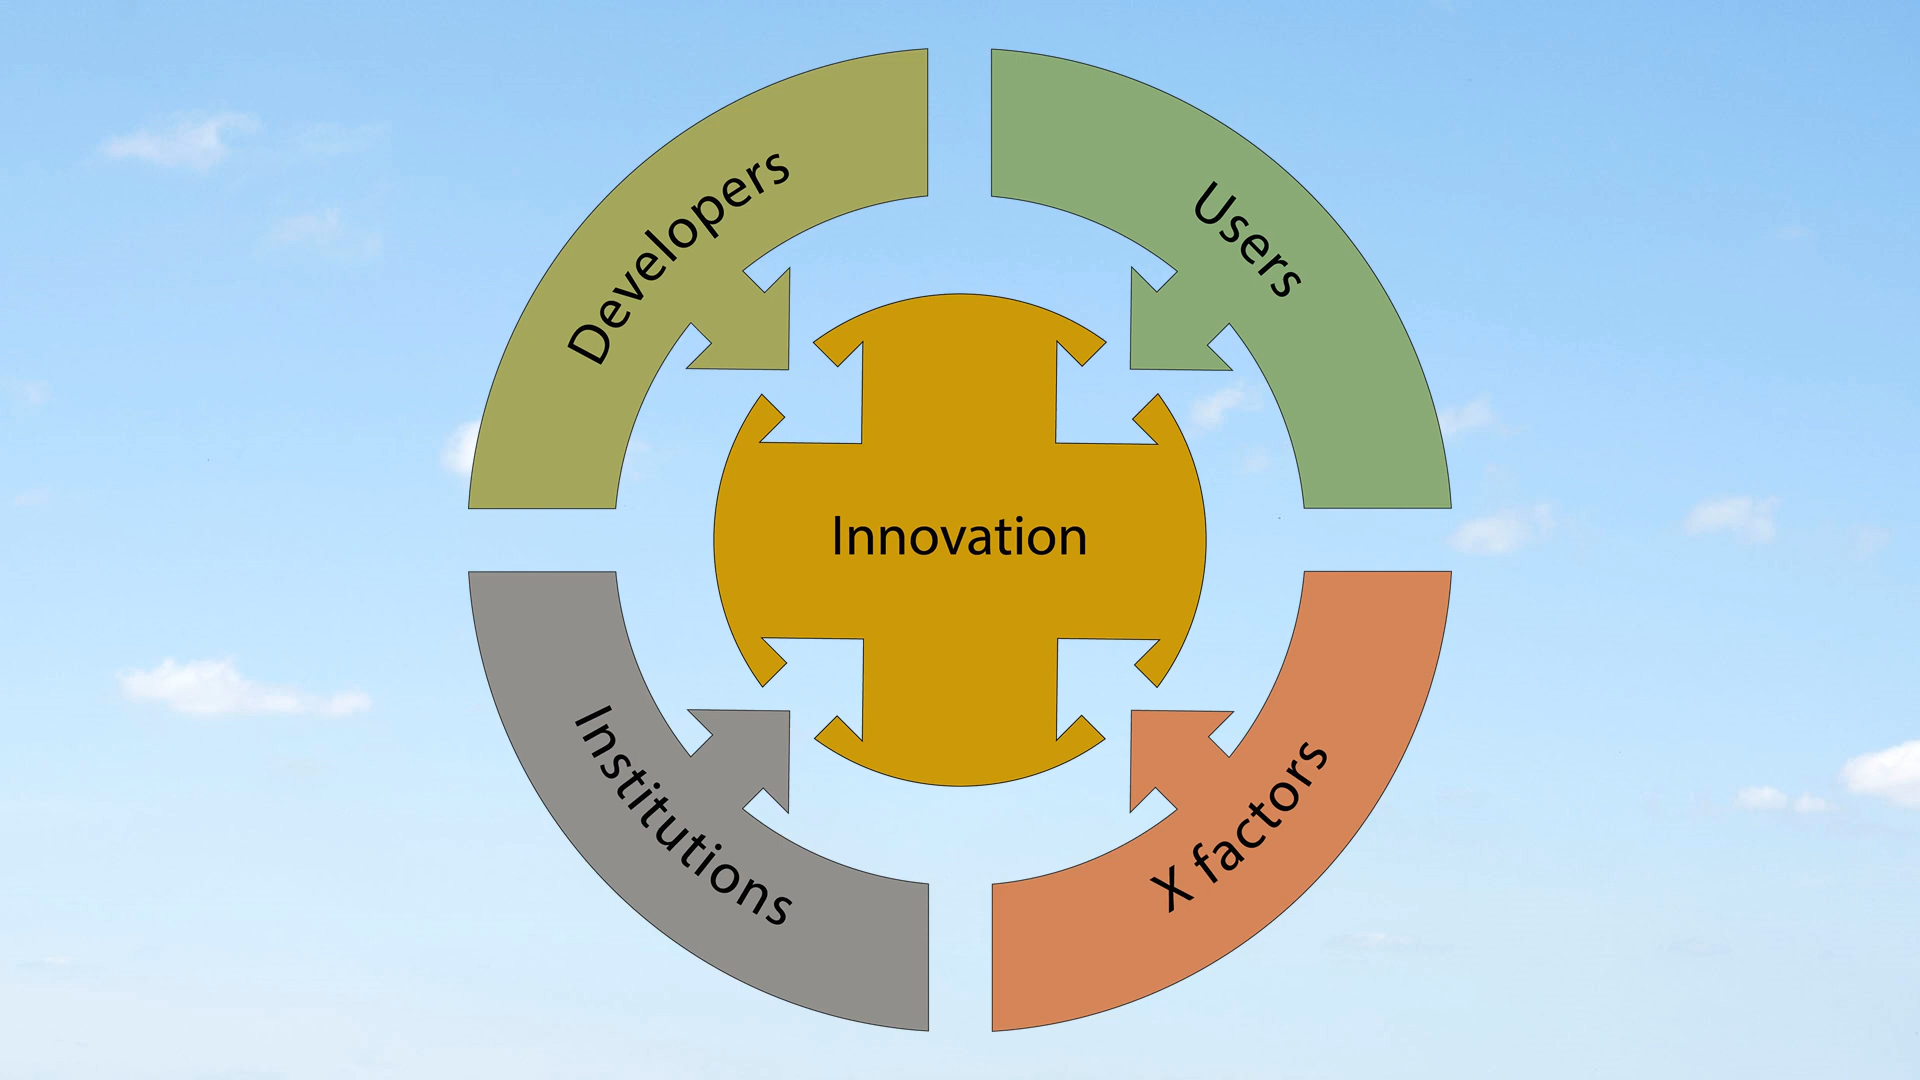 Developers
Users
Innovation
Institutions
X factors